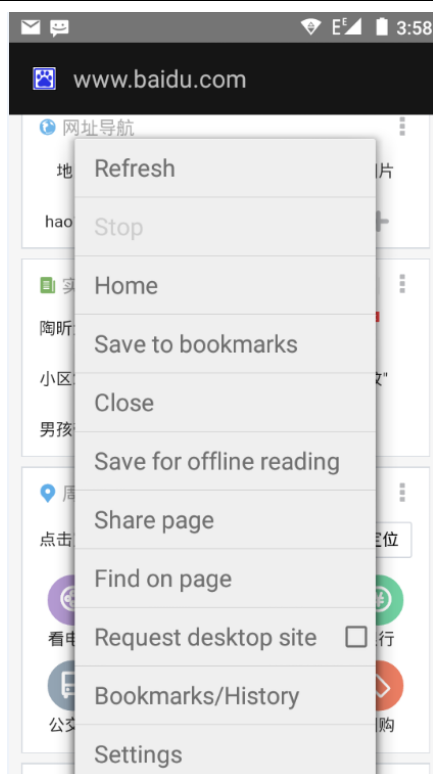 3:58
www.baidu.com
网址导航
地
片
Refresh
hao
Stop
Home
陶昕
Save to bookmarks
小区
Close
男孩
Save for offline reading
点击
Share page
定位
Find on page
看电
行
Request desktop site
Bookmarks/History
公交
购
Settings